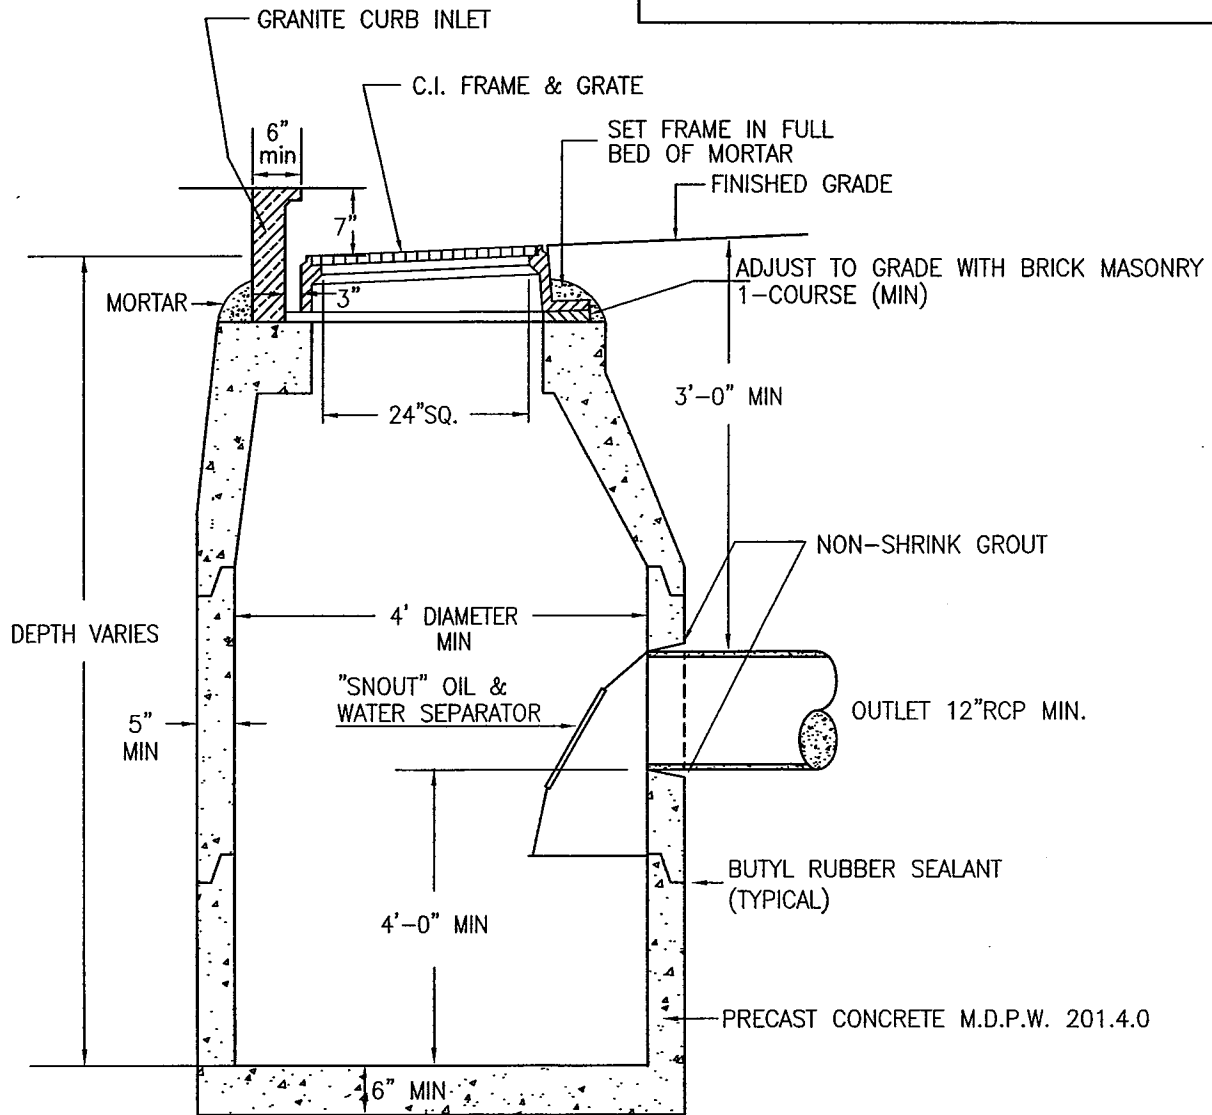 GRANITE CURB INLET
C.I. FRAME & GRATE
6"
min
SET FRAME IN FULL
BED OF MORTAR
FINISHED GRADE
7"
ADJUST TO GRADE WITH BRICK MASONRY
1-COURSE (MIN)
MORTAR
3"
3'-0" MIN
24"SQ.
NON-SHRINK GROUT
4' DIAMETER
MIN
DEPTH VARIES
"SNOUT" OIL &
WATER SEPARATOR
5"
MIN
OUTLET 12"RCP MIN.
BUTYL RUBBER SEALANT
(TYPICAL)
4'-0" MIN
PRECAST CONCRETE M.D.P.W. 201.4.0
6" MIN